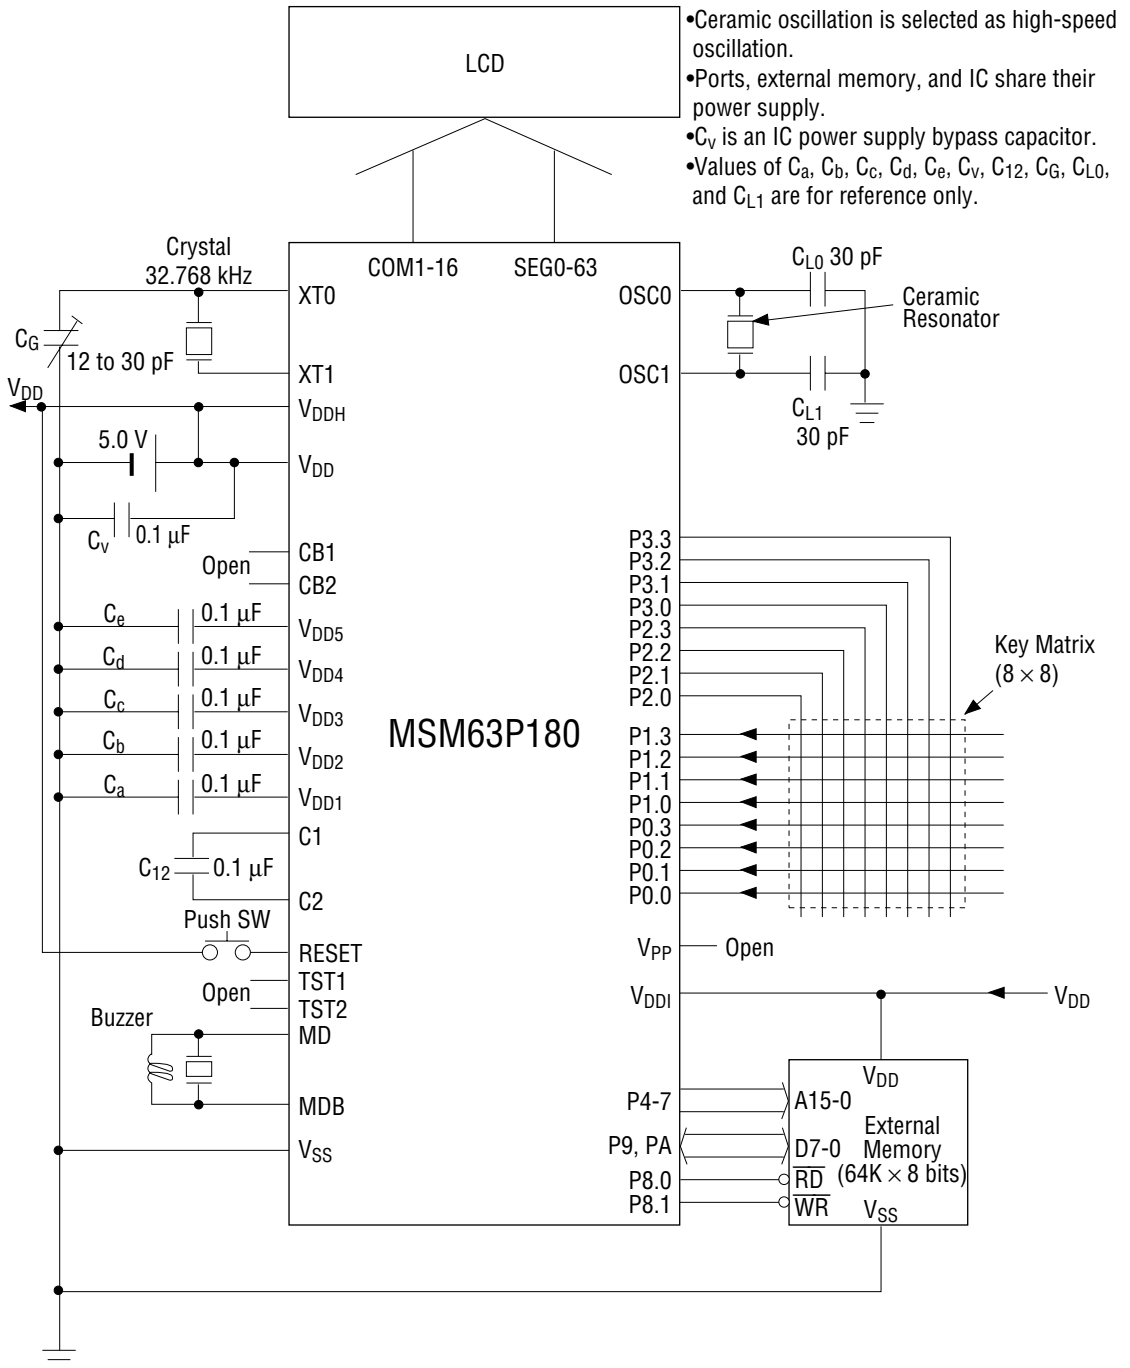 LCD
•Ceramic oscillation is selected as high-speed
oscillation.
•Ports, external memory, and IC share their
power supply.
•Cv is an IC power supply bypass capacitor.
•Values of Ca, Cb, Cc, Cd, Ce, Cv, C12, CG, CL0,
and CL1 are for reference only.
Crystal
32.768 kHz
COM1-16
SEG0-63
CL0 30 pF
XT0
OSC0
Ceramic
Resonator
CG
12 to 30 pF
XT1
OSC1
VDD
VDDH
CL1
30 pF
5.0 V
VDD
Cv
0.1 μF
Open
CB1
CB2
P3.3
P3.2
P3.1
P3.0
P2.3
P2.2
P2.1
P2.0
Key Matrix
(8 × 8)
Ce
0.1 μF
VDD5
Cd
0.1 μF
VDD4
Cc
0.1 μF
VDD3
Cb
0.1 μF
VDD2
Ca
0.1 μF
VDD1
MSM63P180
P1.3
P1.2
P1.1
P1.0
P0.3
P0.2
P0.1
P0.0
C1
C12
0.1 μF
C2
Push SW
RESET
VPP
Open
Open
TST1
TST2
VDDI
VDD
Buzzer
MD
MDB
VSS
VDD
P4-7
A15-0
External
Memory
(64K × 8 bits)
P9, PA
D7-0
P8.0
RD
P8.1
WR
VSS